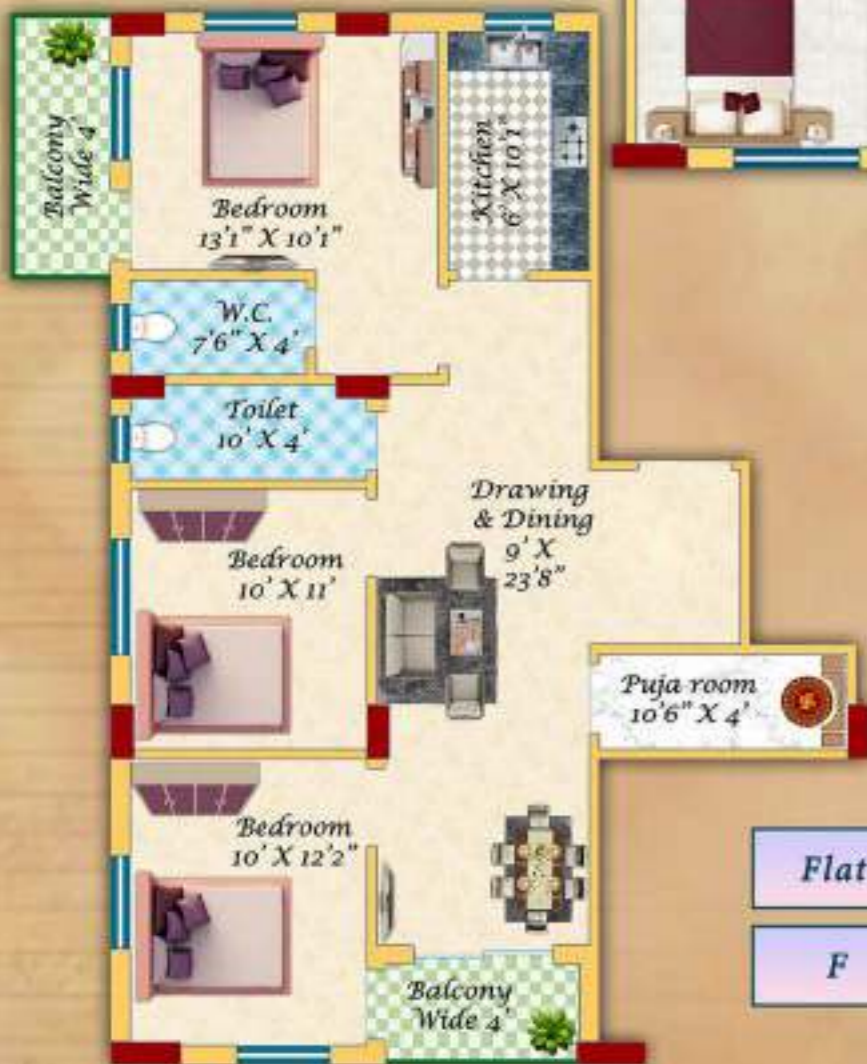 Balcony
Wide 4'
Bedroom
13'1" X 10'1"
Kitchen
6' X 10'1"
W.C.
7'6" X 4'
Toilet
10' X 4'
Drawing
& Dining
9' X
23'8"
Bedroom
10' X 11'
Puja room
10'6" X 4'
Bedroom
10' X 12'2"
Balcony
Wide 4'
Flat
F